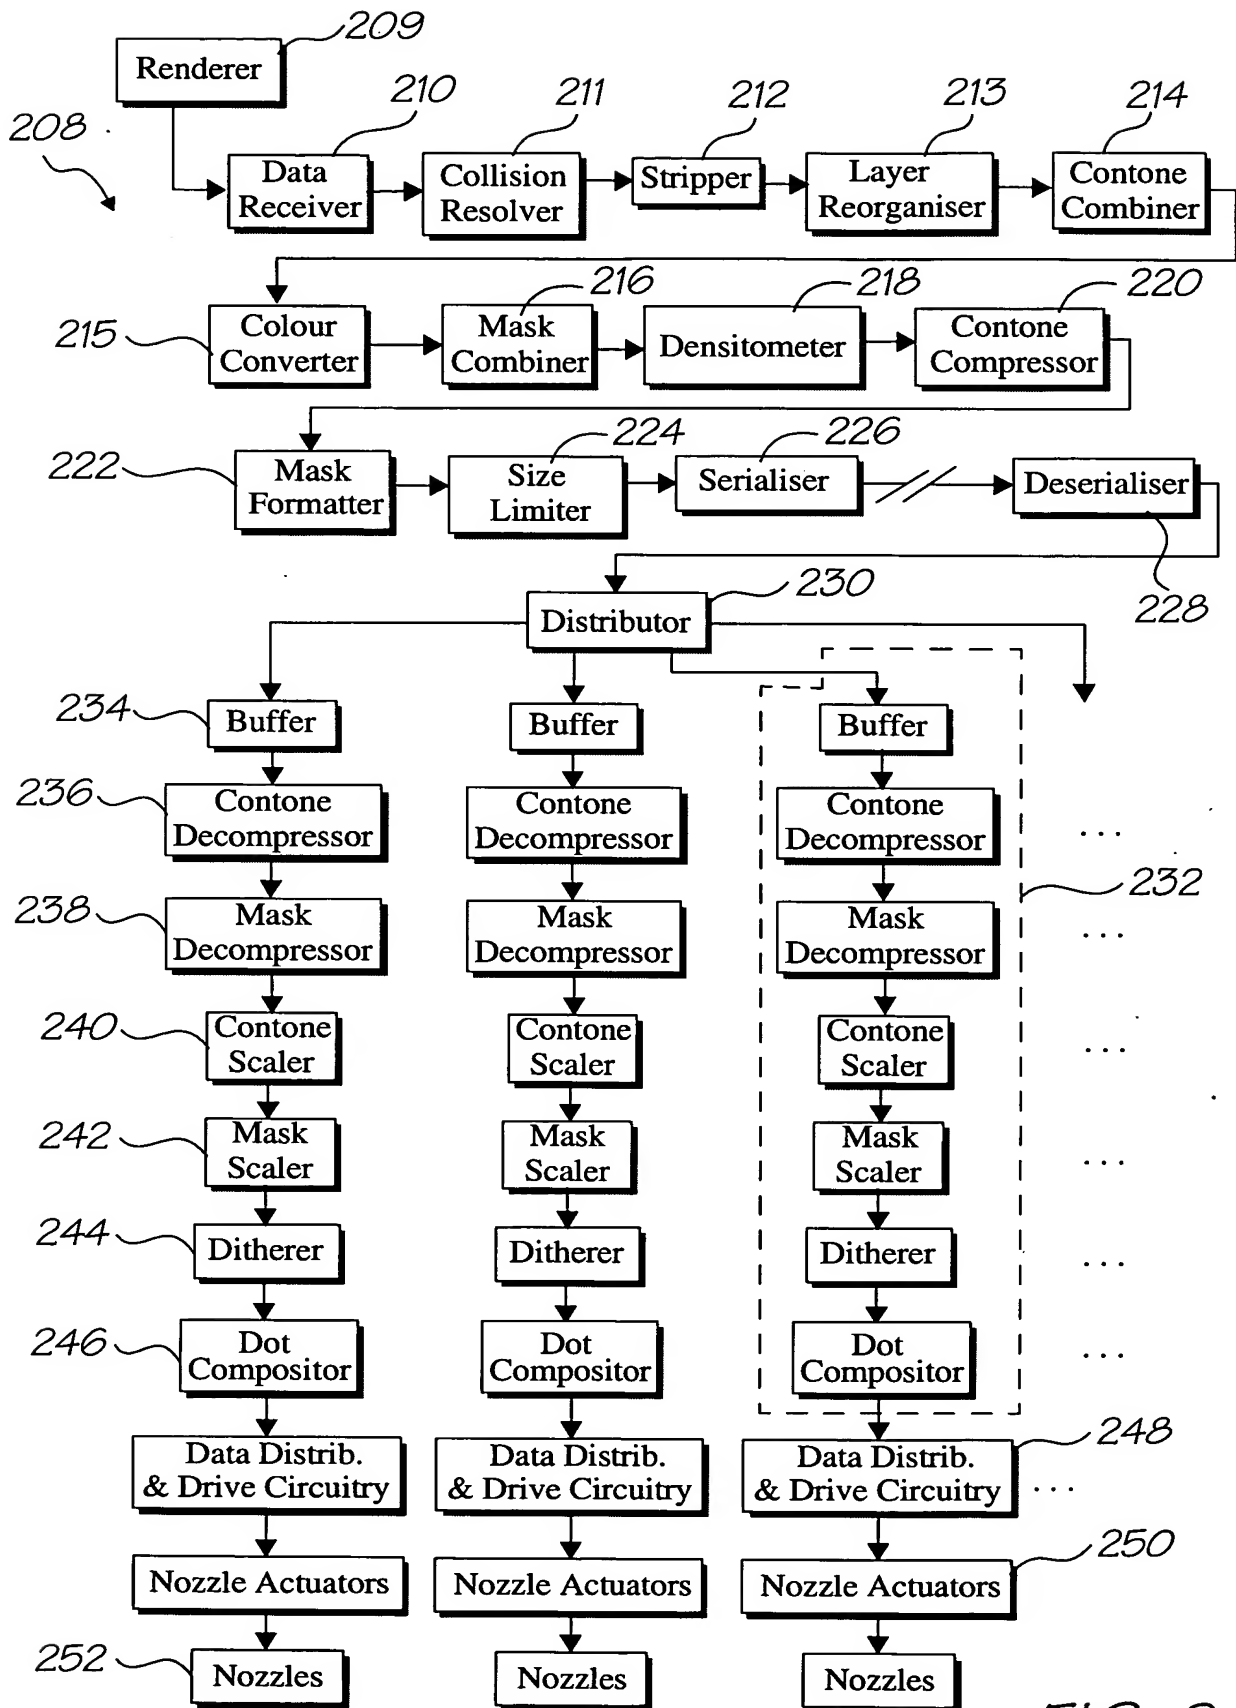 209
Renderer
208
210
211
212
213
214
Data
Receiver
Collision
Resolver
Stripper
Layer
Reorganiser
Contone
Combiner
215
216
218
220
Colour
Converter
Mask
Combiner
Densitometer
Contone
Compressor
222
224
226
Mask
Formatter
Size
Limiter
Serialiser
Deserialiser
228
230
Distributor
232
234
Buffer
Buffer
Buffer
236
Contone
Decompressor
Contone
Decompressor
Contone
Decompressor
...
238
Mask
Decompressor
Mask
Decompressor
Mask
Decompressor
...
240
Contone
Scaler
Contone
Scaler
Contone
Scaler
...
242
Mask
Scaler
Mask
Scaler
Mask
Scaler
...
244
Ditherer
Ditherer
Ditherer
...
246
Dot
Compositor
Dot
Compositor
Dot
Compositor
...
248
Data Distrib.
& Drive Circuitry
Data Distrib.
& Drive Circuitry
Data Distrib.
& Drive Circuitry
...
250
Nozzle Actuators
Nozzle Actuators
Nozzle Actuators
252
Nozzles
Nozzles
Nozzles